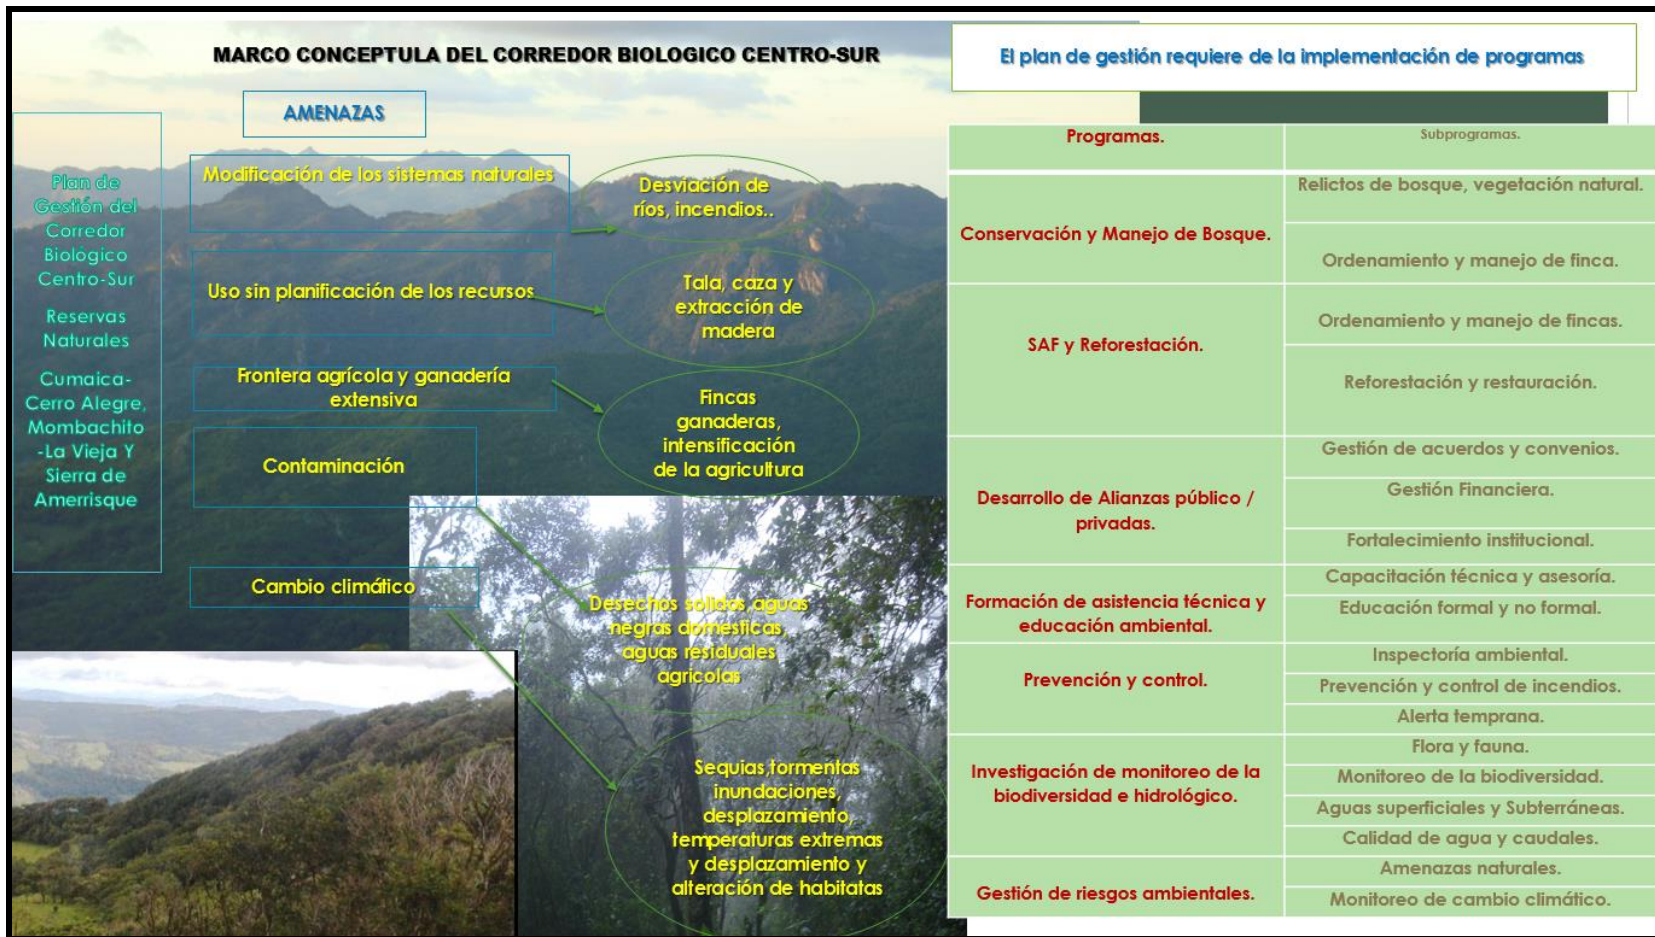 MARCO CONCEPTULA DEL CORREDOR BIOLOGICO CENTRO-SUR
AMENAZAS
Plan de
Gestión del
Corredor
Biológico
Centro-Sur
Reservas
Naturales
Cumaica-
Cerro Alegre,
Mombachito
-La Vieja Y
Sierra de
Amerrisque
Modificación de los sistemas naturales
Desviación de
ríos, incendios..
Uso sin planificación de los recursos
Tala, caza y
extracción de
madera
Frontera agrícola y ganadería
extensiva
Fincas
ganaderas,
intensificación
de la agricultura
Contaminación
Desechos solidos,aguas
negras domesticas,
aguas residuales
agricolas
Cambio climático
Sequias,tormentas
inundaciones,
desplazamiento,
temperaturas extremas
y desplazamiento y
alteración de habitatas
El plan de gestión requiere de la implementación de programas
Programas.
Subprogramas.
Conservación y Manejo de Bosque.
Relictos de bosque, vegetación natural.
Ordenamiento y manejo de finca.
SAF y Reforestación.
Ordenamiento y manejo de fincas.
Reforestación y restauración.
Desarrollo de Alianzas público /
privadas.
Gestión de acuerdos y convenios.
Gestión Financiera.
Fortalecimiento institucional.
Formación de asistencia técnica y
educación ambiental.
Capacitación técnica y asesoría.
Educación formal y no formal.
Prevención y control.
Inspectoría ambiental.
Prevención y control de incendios.
Alerta temprana.
Investigación de monitoreo de la
biodiversidad e hidrológico.
Flora y fauna.
Monitoreo de la biodiversidad.
Aguas superficiales y Subterráneas.
Calidad de agua y caudales.
Gestión de riesgos ambientales.
Amenazas naturales.
Monitoreo de cambio climático.